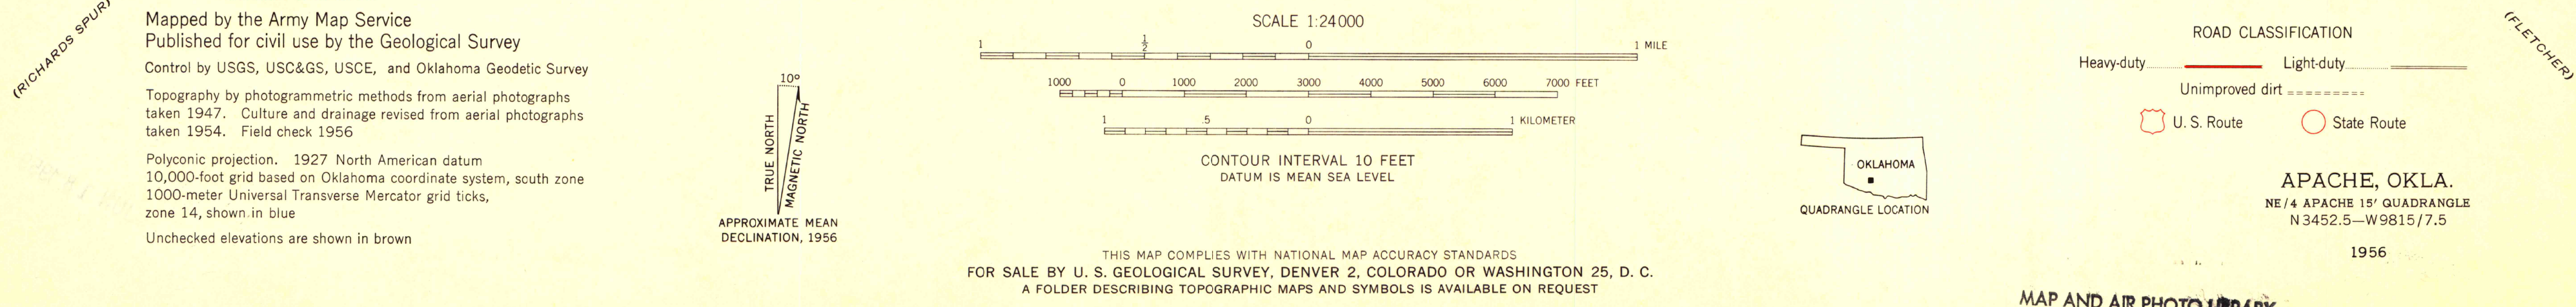 (RICHARDS SPUR)
Mapped by the Army Map Service
Published for civil use by the Geological Survey
Control by USGS, USC&GS, USCE, and Oklahoma Geodetic Survey
Topography by photogrammetric methods from aerial photographs
taken 1947. Culture and drainage revised from aerial photographs
taken 1954. Field check 1956
Polyconic projection. 1927 North American datum
10,000-foot grid based on Oklahoma coordinate system, south zone
1000-meter Universal Transverse Mercator grid ticks,
zone 14, shown in blue
Unchecked elevations are shown in brown
10°
TRUE NORTH
MAGNETIC NORTH
APPROXIMATE MEAN
DECLINATION, 1956
SCALE 1:24000
1 ½ 0 1 MILE
1000 0 1000 2000 3000 4000 5000 6000 7000 FEET
1 .5 0 1 KILOMETER
CONTOUR INTERVAL 10 FEET
DATUM IS MEAN SEA LEVEL
THIS MAP COMPLIES WITH NATIONAL MAP ACCURACY STANDARDS
FOR SALE BY U. S. GEOLOGICAL SURVEY, DENVER 2, COLORADO OR WASHINGTON 25, D. C.
A FOLDER DESCRIBING TOPOGRAPHIC MAPS AND SYMBOLS IS AVAILABLE ON REQUEST
OKLAHOMA
QUADRANGLE LOCATION
ROAD CLASSIFICATION
Heavy-duty Light-duty
Unimproved dirt
U. S. Route State Route
(FLETCHER)
APACHE, OKLA.
NE/4 APACHE 15' QUADRANGLE
N3452.5—W9815/7.5
1956
MAP AND AIR PHOTO LIBRARY